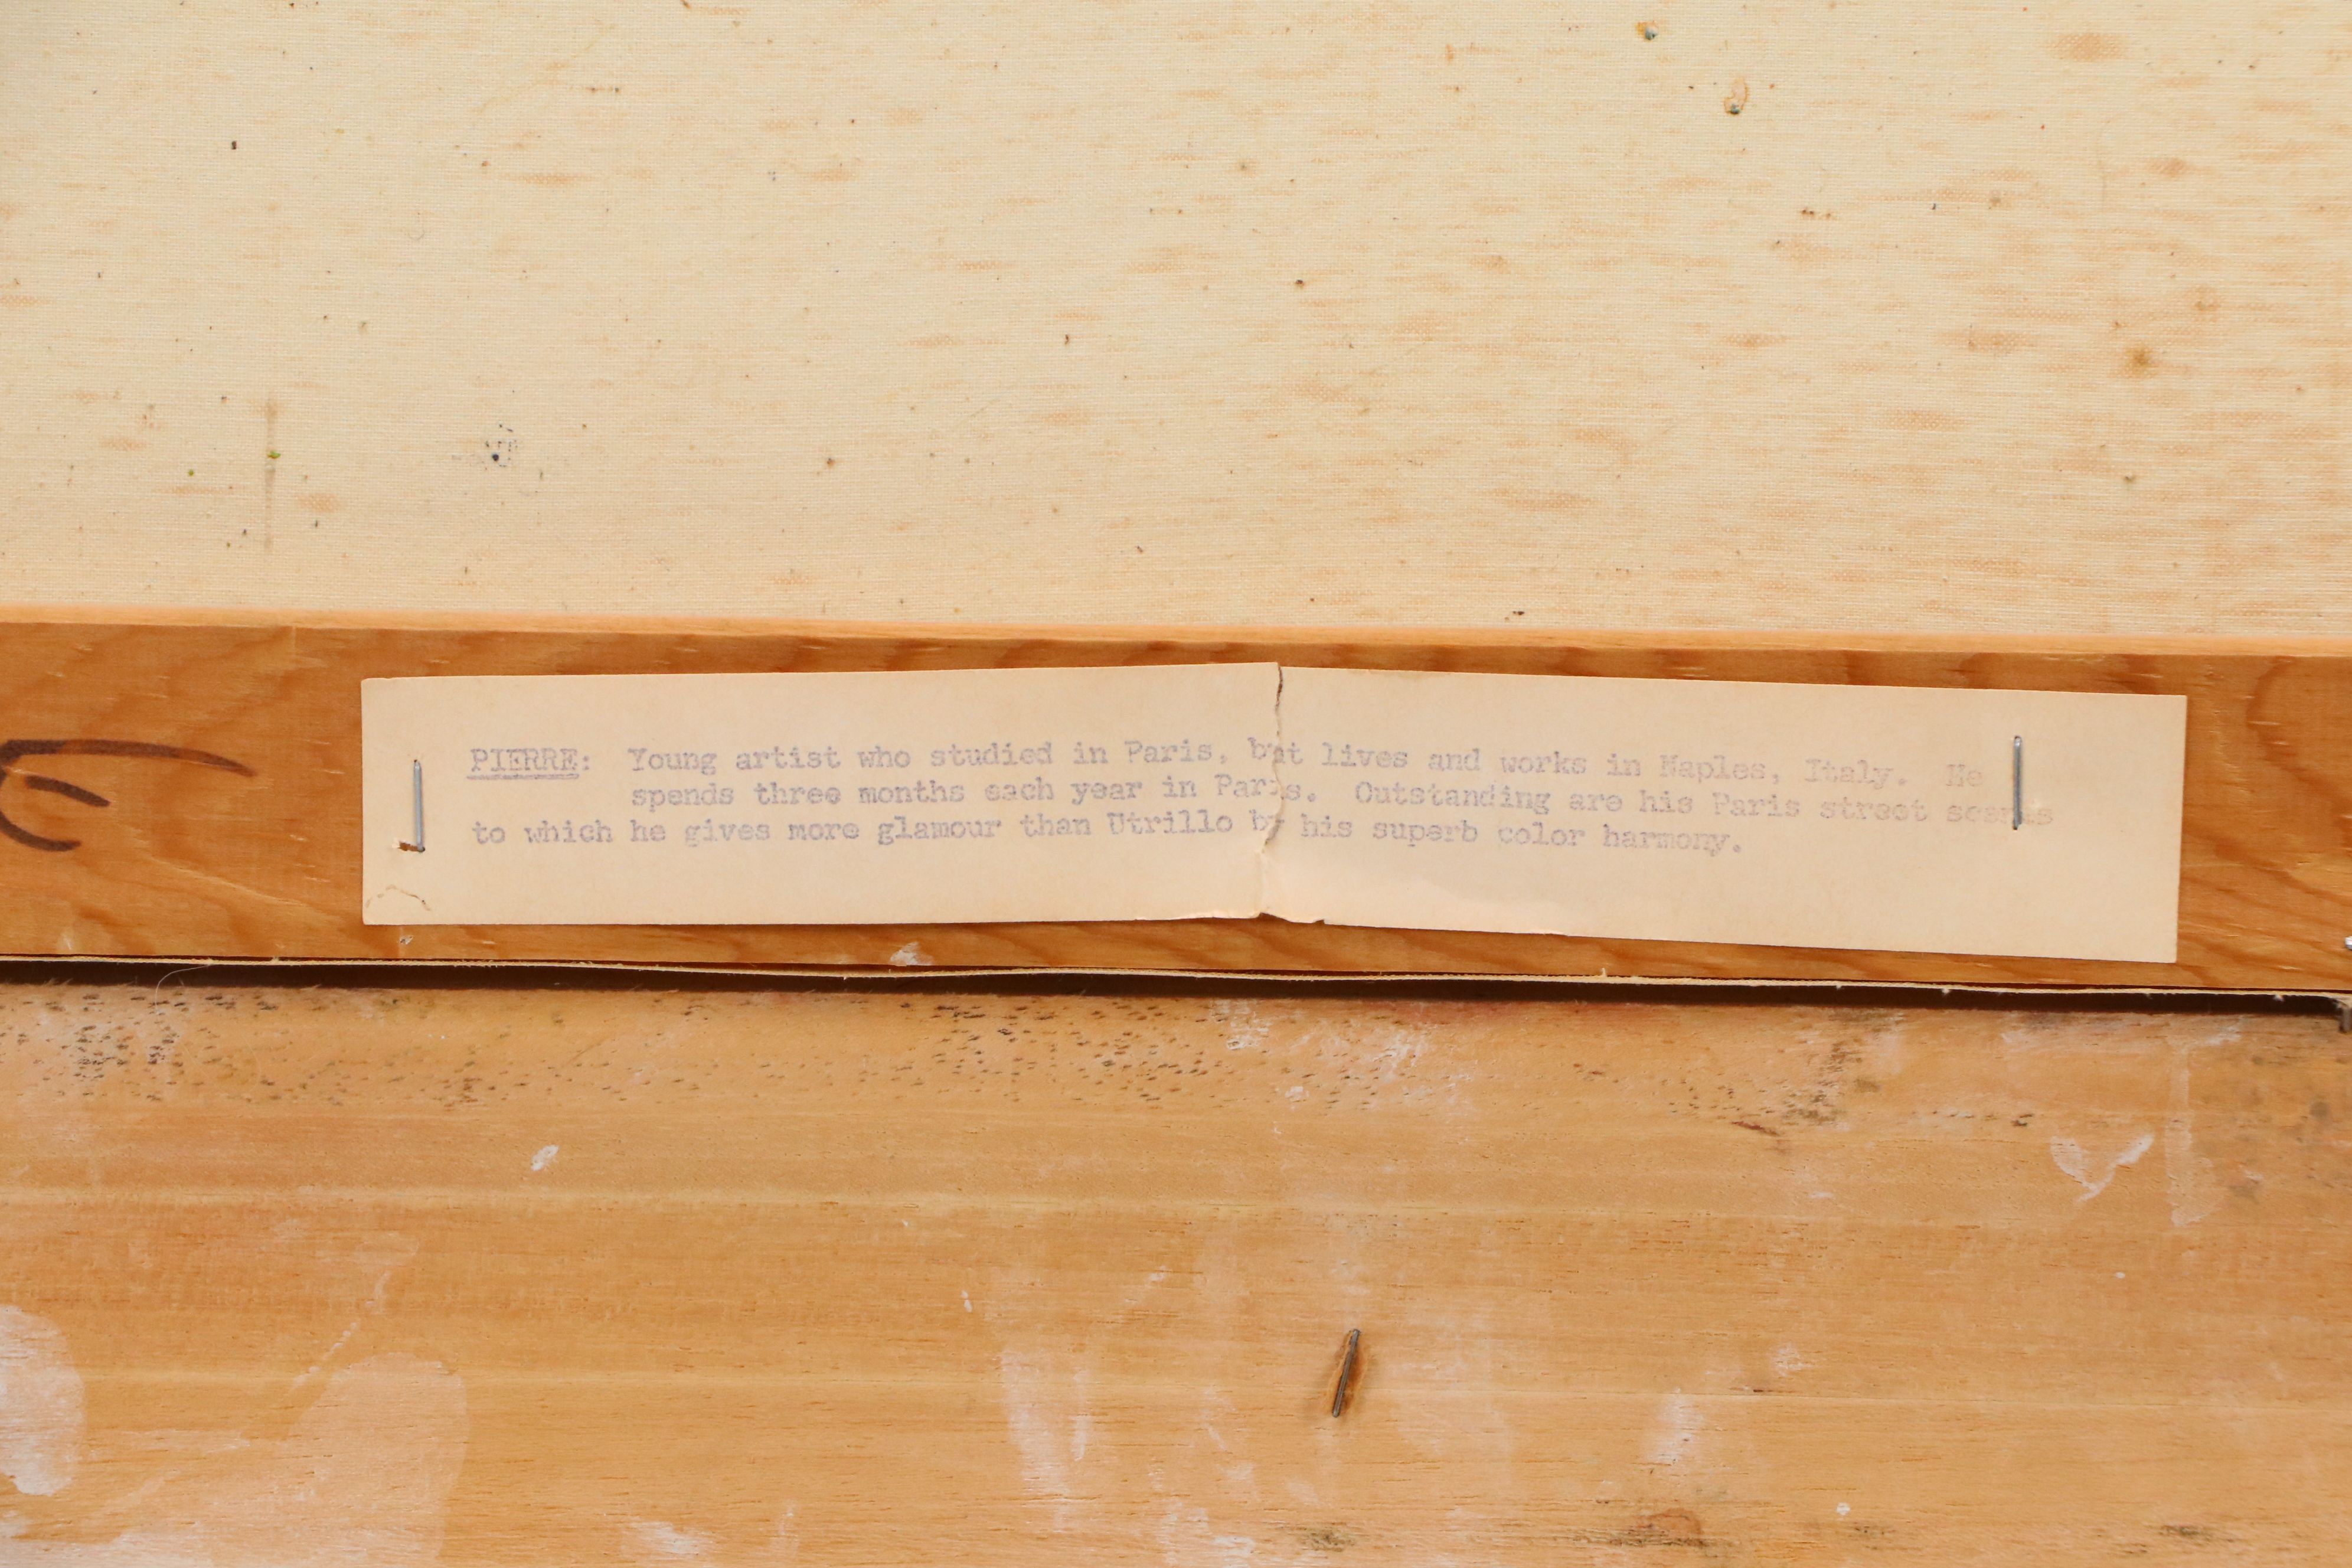 PIERRE: Young artist who studied in Paris, but lives and works in Naples, Italy. He
spends three months each year in Paris. Outstanding are his Paris street scenes
to which he gives more glamour than Utrillo by his superb color harmony.